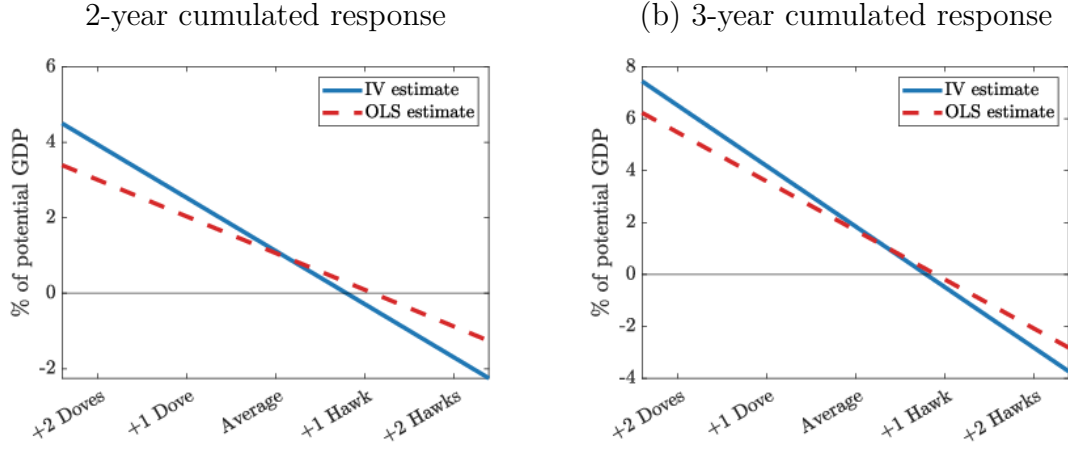 2-year cumulated response
% of potential GDP
6
4
2
0
-2
IV estimate
OLS estimate
+2 Doves
+1 Dove
Average
+1 Hawk
+2 Hawks
(b) 3-year cumulated response
% of potential GDP
8
6
4
2
0
-2
-4
IV estimate
OLS estimate
+2 Doves
+1 Dove
Average
+1 Hawk
+2 Hawks